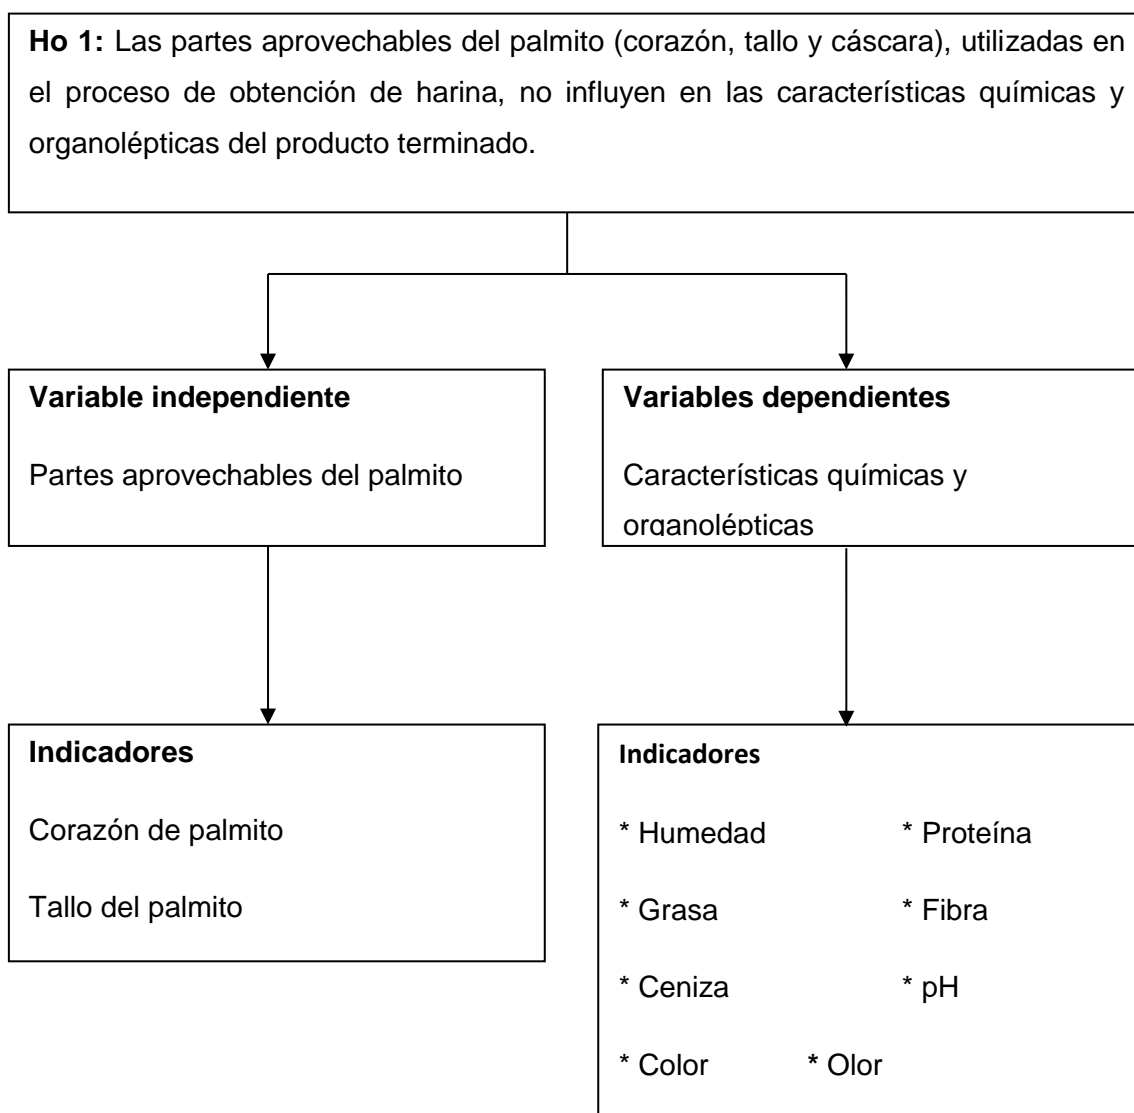 Ho 1: Las partes aprovechables del palmito (corazón, tallo y cáscara), utilizadas en
el proceso de obtención de harina, no influyen en las características químicas y
organolépticas del producto terminado.
Variable independiente
Partes aprovechables del palmito
Variables dependientes
Características químicas y
organolépticas
Indicadores
Corazón de palmito
Tallo del palmito
Indicadores
* Humedad * Proteína
* Grasa * Fibra
* Ceniza * pH
* Color * Olor